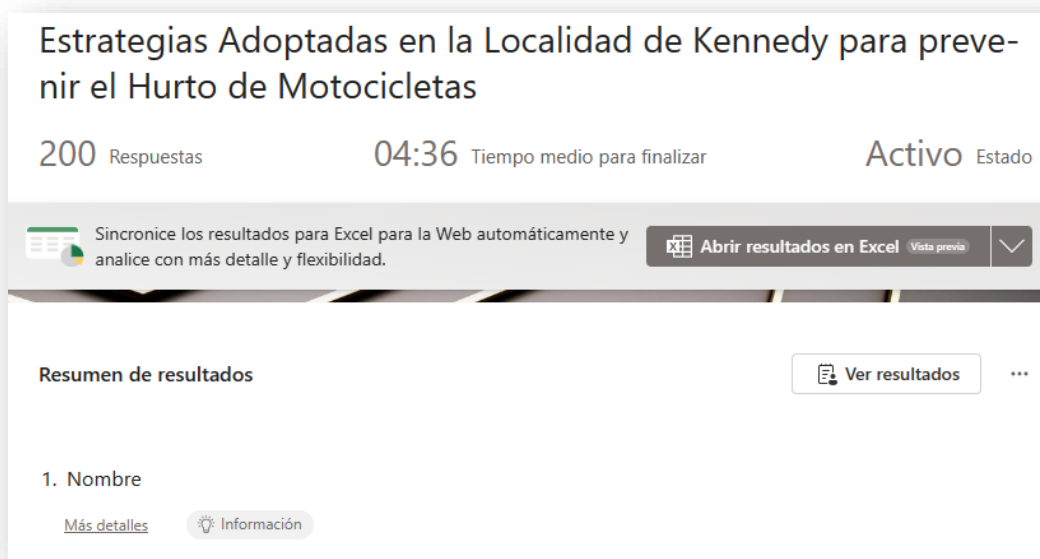 Estrategias Adoptadas en la Localidad de Kennedy para preve-
nir el Hurto de Motocicletas
200 Respuestas
04:36 Tiempo medio para finalizar
Activo Estado
Sincronice los resultados para Excel para la Web automáticamente y
analice con más detalle y flexibilidad.
Abrir resultados en Excel Vista previa
Resumen de resultados
Ver resultados
1. Nombre
Más detalles
Información